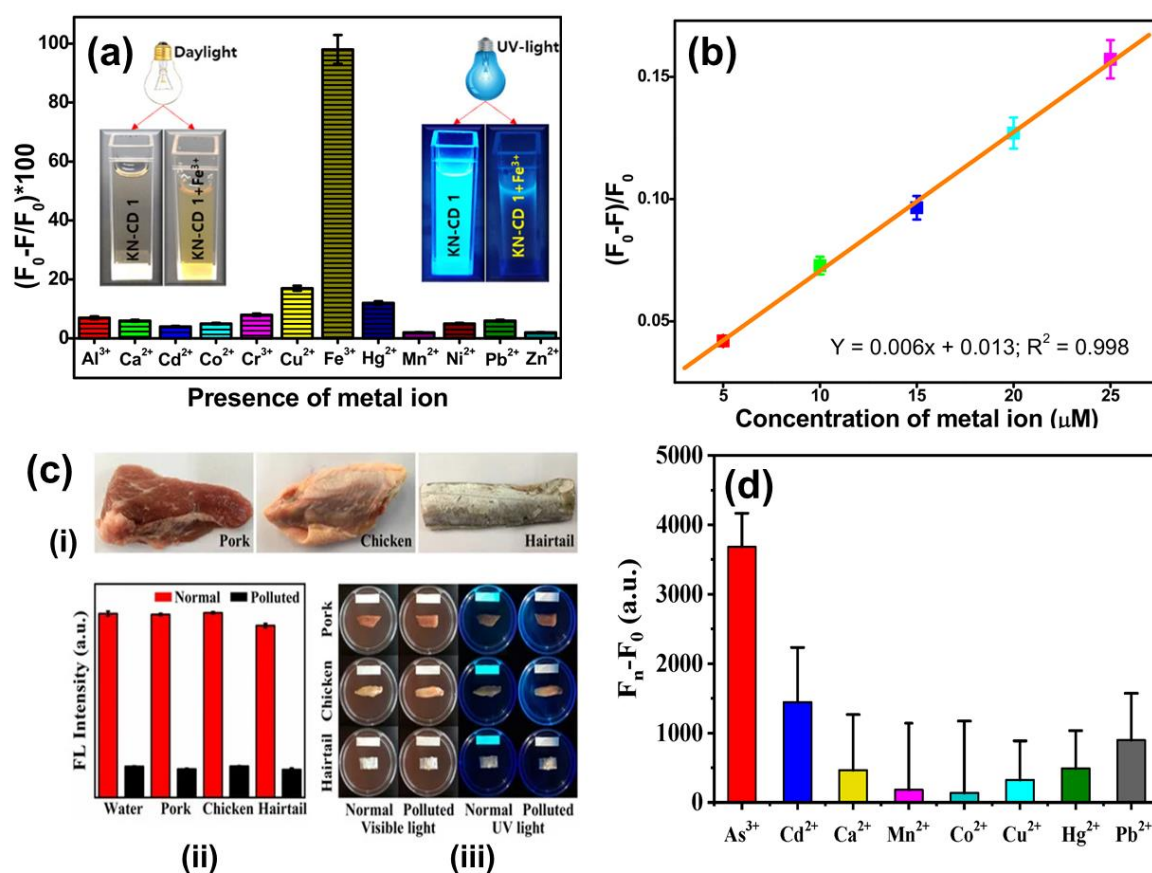 (a)
Daylight
UV-light
KN-CD 1
KN-CD 1+Fe³⁺
KN-CD 1
KN-CD 1+Fe³⁺
(F₀-F/F₀)*100
100
80
60
40
20
0
Al³⁺ Ca²⁺ Cd²⁺ Co²⁺ Cr³⁺ Cu²⁺ Fe³⁺ Hg²⁺ Mn²⁺ Ni²⁺ Pb²⁺ Zn²⁺
Presence of metal ion
(b)
(F₀-F)/F₀
0.15
0.10
0.05
Y = 0.006x + 0.013; R² = 0.998
5 10 15 20 25
Concentration of metal ion (μM)
(c)
(i)
Pork
Chicken
Hairtail
FL Intensity (a.u.)
Normal
Polluted
Water Pork Chicken Hairtail
(ii)
Pork
Chicken
Hairtail
Normal Polluted Normal Polluted
Visible light UV light
(iii)
(d)
Fₙ-F₀ (a.u.)
5000
4000
3000
2000
1000
0
As³⁺ Cd²⁺ Ca²⁺ Mn²⁺ Co²⁺ Cu²⁺ Hg²⁺ Pb²⁺